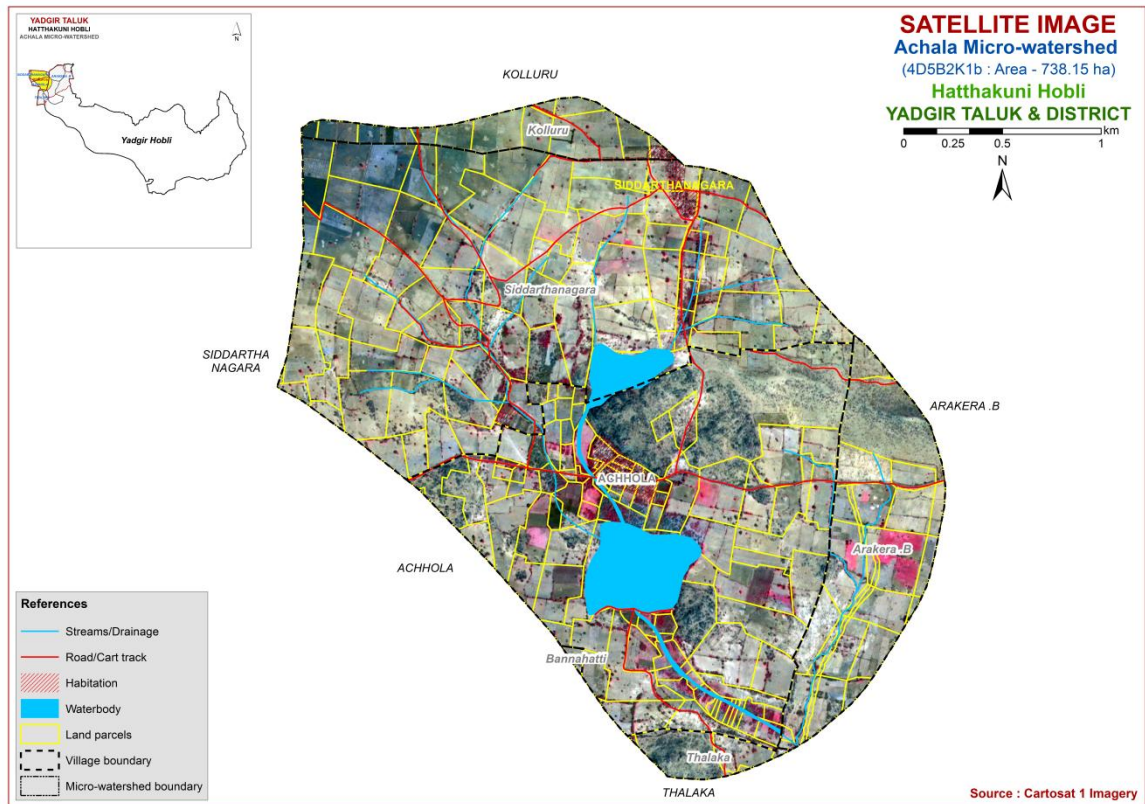 YADGIR TALUK
HATTHAKUNI HOBLI
ACHALA MICRO-WATERSHED
N
Yadgir Hobli
SATELLITE IMAGE
Achala Micro-watershed
(4D5B2K1b : Area - 738.15 ha)
Hatthakuni Hobli
YADGIR TALUK & DISTRICT
km
0 0.25 0.5 1
N
KOLLURU
Kolluru
SIDDARTHANAGARA
Siddarthanagara
SIDDARTHA
NAGARA
ARAKERA .B
AGHHOLA
Arakera .B
ACHHOLA
Bannahatti
Thalaka
THALAKA
References
Streams/Drainage
Road/Cart track
Habitation
Waterbody
Land parcels
Village boundary
Micro-watershed boundary
Source : Cartosat 1 Imagery